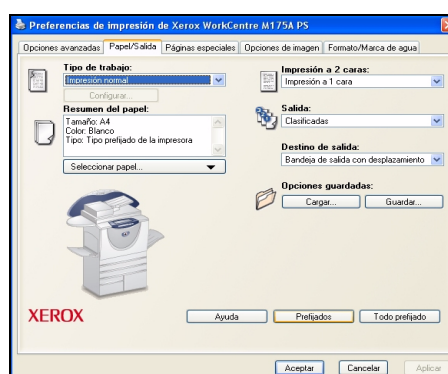 Preferencias de impresión de Xerox WorkCentre M175A PS
Opciones avanzadas Papel/Salida Páginas especiales Opciones de imagen Formato/Marca de agua
Tipo de trabajo:
Impresión normal
Configurar...
Resumen del papel:
Tamaño: A4
Color: Blanco
Tipo: Tipo prefijado de la impresora
Seleccionar papel...
Impresión a 2 caras:
Impresión a 1 cara
Salida:
Clasificadas
Destino de salida:
Bandeja de salida con desplazamiento
Opciones guardadas:
Cargar... Guardar...
XEROX
Ayuda Prefijados Todo prefijado
Aceptar Cancelar Aplicar